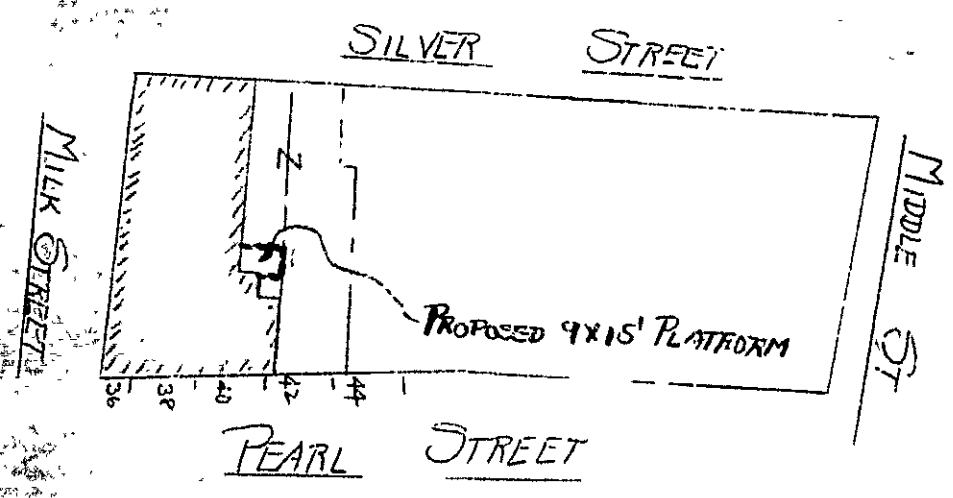 SILVER STREET
MILK STREET
MIDDLE ST
N
PROPOSED 9X15' PLATFORM
36 38 40 42 44
PEARL STREET